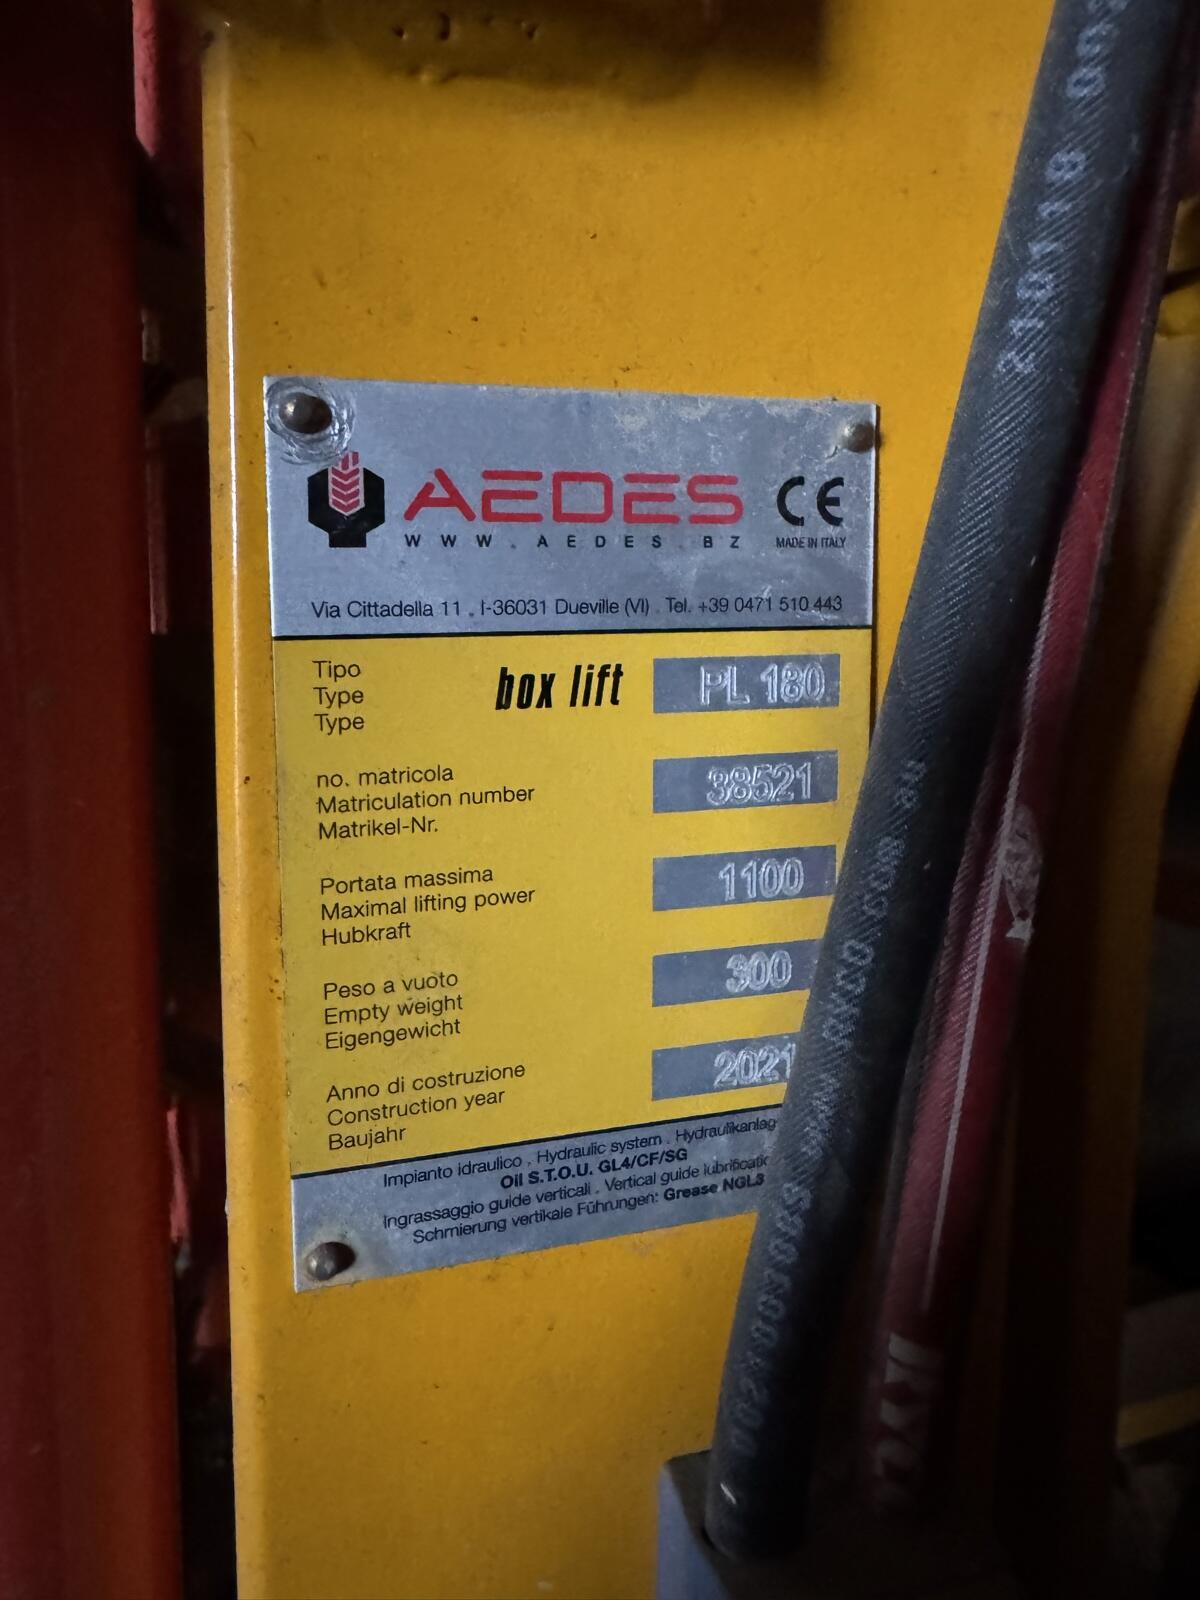 AEDES
CE
WWW.AEDES.BZ
MADE IN ITALY
Via Cittadella 11 . I-36031 Dueville (VI) . Tel. +39 0471 510 443
Tipo
Type
Type
box lift PL 180
no. matricola
Matriculation number
Matrikel-Nr.
38521
Portata massima
Maximal lifting power
Hubkraft
1100
Peso a vuoto
Empty weight
Eigengewicht
300
Anno di costruzione
Construction year
Baujahr
2021
Impianto idraulico . Hydraulic system .
Oil S.T.O.U. GL4/CF/SG
Ingrassaggio guide verticali . Vertical guide
Schmierung vertikale Führungen: Grease NGL3